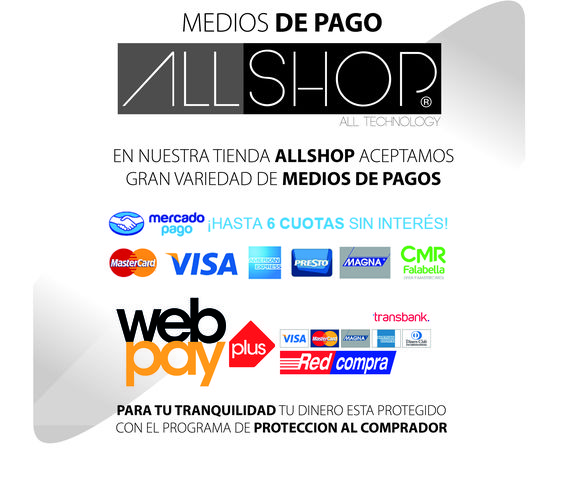 MEDIOS DE PAGO
ALLSHOP®
ALL TECHNOLOGY
EN NUESTRA TIENDA ALLSHOP ACEPTAMOS
GRAN VARIEDAD DE MEDIOS DE PAGOS
mercado pago ¡HASTA 6 CUOTAS SIN INTERÉS!
MasterCard VISA AMERICAN EXPRESS PRESTO MAGNA CMR
Falabella
web
pay plus
transbank.
VISA MasterCard MAGNA Diners Club
Red compra
PARA TU TRANQUILIDAD TU DINERO ESTA PROTEGIDO
CON EL PROGRAMA DE PROTECCION AL COMPRADOR